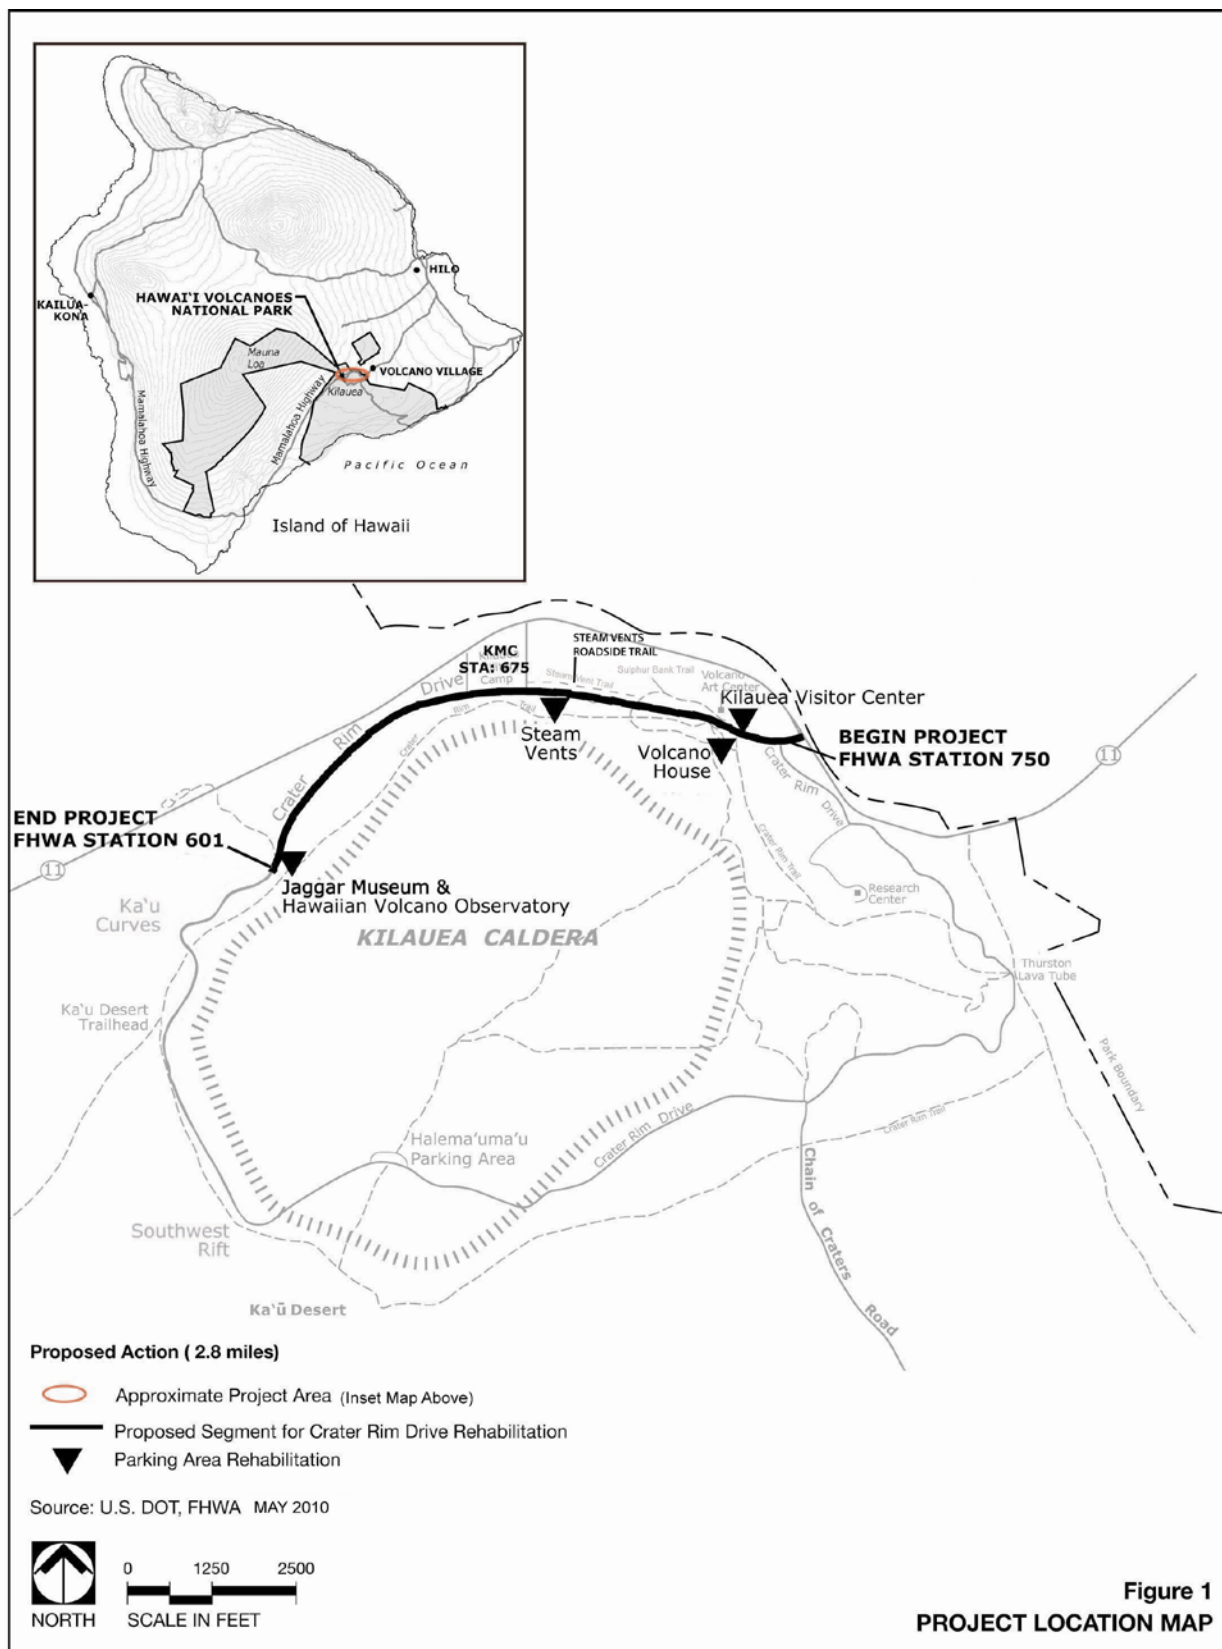 HILO
KAILUA-
KONA
HAWAI‘I VOLCANOES
NATIONAL PARK
Mauna
Loa
VOLCANO VILLAGE
Kilauea
Mamalahoa Highway
Mamalahoa Highway
Pacific Ocean
Island of Hawaii
STEAM VENTS
ROADSIDE TRAIL
KMC
STA: 675
Camp
Steam Vent Trail
Sulphur Bank Trail
Volcano
Art Center
Kilauea Visitor Center
Crater Rim Drive
Crater Rim Trail
Steam
Vents
Volcano
House
BEGIN PROJECT
FHWA STATION 750
11
Crater Rim Drive
Crater Rim Trail
END PROJECT
FHWA STATION 601
11
Jaggar Museum &
Hawaiian Volcano Observatory
Research
Center
Ka‘u
Curves
KILAUEA CALDERA
Thurston
Lava Tube
Ka‘u Desert
Trailhead
Park Boundary
Crater Rim Drive
Crater Rim Trail
Halema‘uma‘u
Parking Area
Chain of Craters Road
Southwest
Rift
Ka‘ū Desert
Proposed Action ( 2.8 miles)
Approximate Project Area (Inset Map Above)
Proposed Segment for Crater Rim Drive Rehabilitation
Parking Area Rehabilitation
Source: U.S. DOT, FHWA MAY 2010
0 1250 2500
NORTH SCALE IN FEET
Figure 1
PROJECT LOCATION MAP